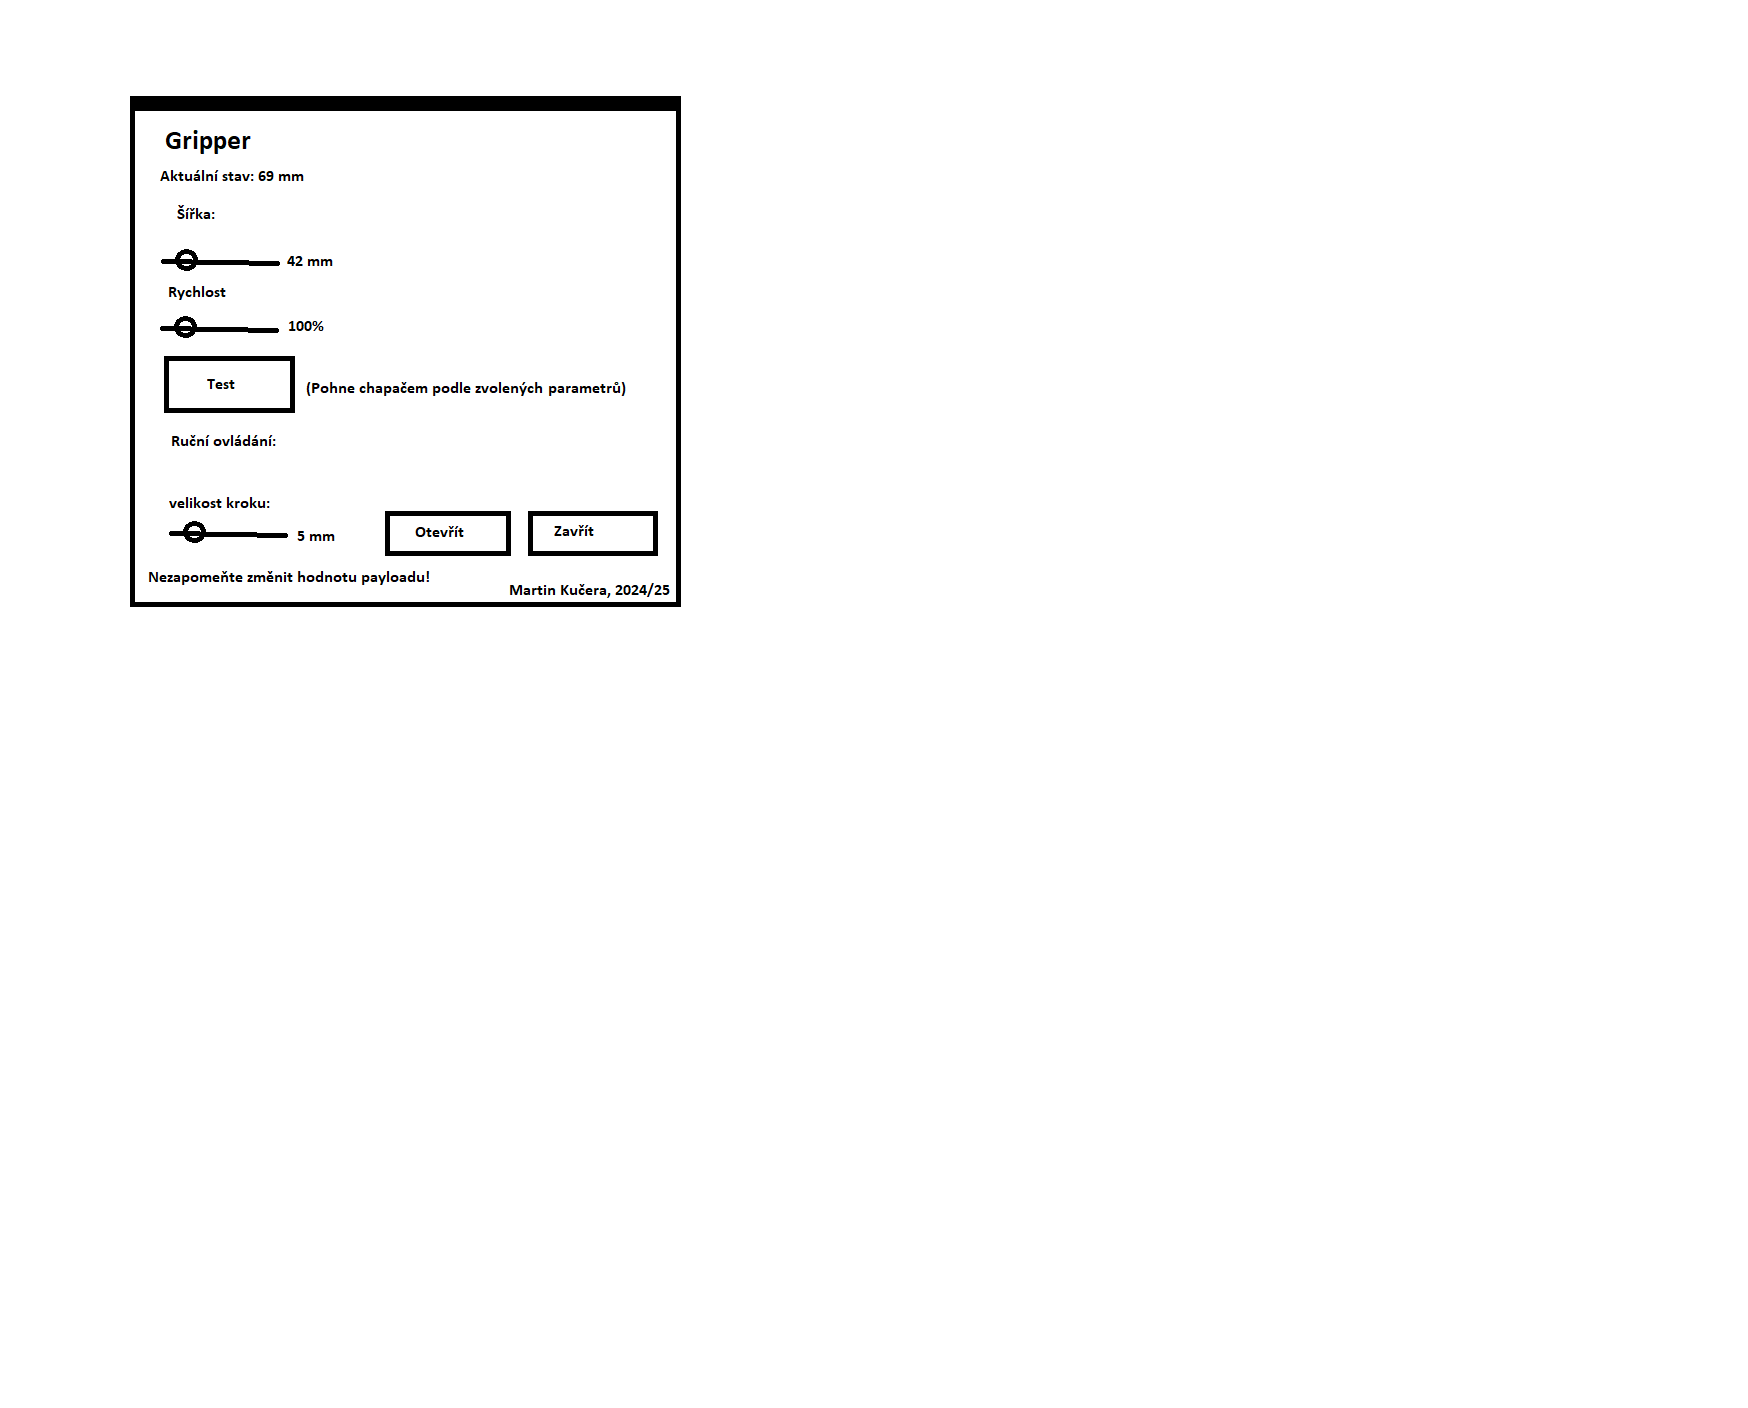 Gripper
Aktuální stav: 69 mm
Šířka:
42 mm
Rychlost
100%
Test
(Pohne chapačem podle zvolených parametrů)
Ruční ovládání:
velikost kroku:
5 mm
Otevřít
Zavřít
Nezapomeňte změnit hodnotu payloadu!
Martin Kučera, 2024/25